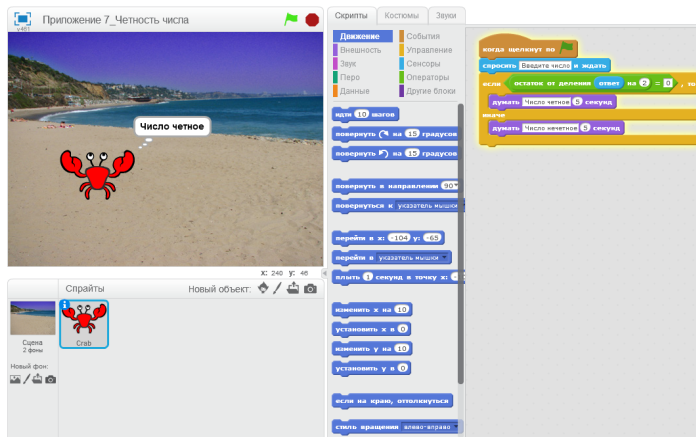 Приложение 7_Четность числа
v461
Число четное
x: 240 y: 46
Спрайты
Новый объект:
Сцена
2 фоны
Новый фон:
Crab
Скрипты
Костюмы
Звуки
Движение
События
Внешность
Управление
Звук
Сенсоры
Перо
Операторы
Данные
Другие блоки
идти 10 шагов
повернуть на 15 градусов
повернуть на 15 градусов
повернуть в направлении 90
повернуться к указатель мышки
перейти в x: -104 y: -65
перейти в указатель мышки
плыть 1 секунд в точку x:
изменить x на 10
установить x в 0
изменить y на 10
установить y в 0
если на краю, оттолкнуться
стиль вращения влево-вправо
когда щелкнут по
спросить Введите число и ждать
если остаток от деления ответ на 2 = 0 , то
думать Число четное 5 секунд
иначе
думать Число нечетное 5 секунд